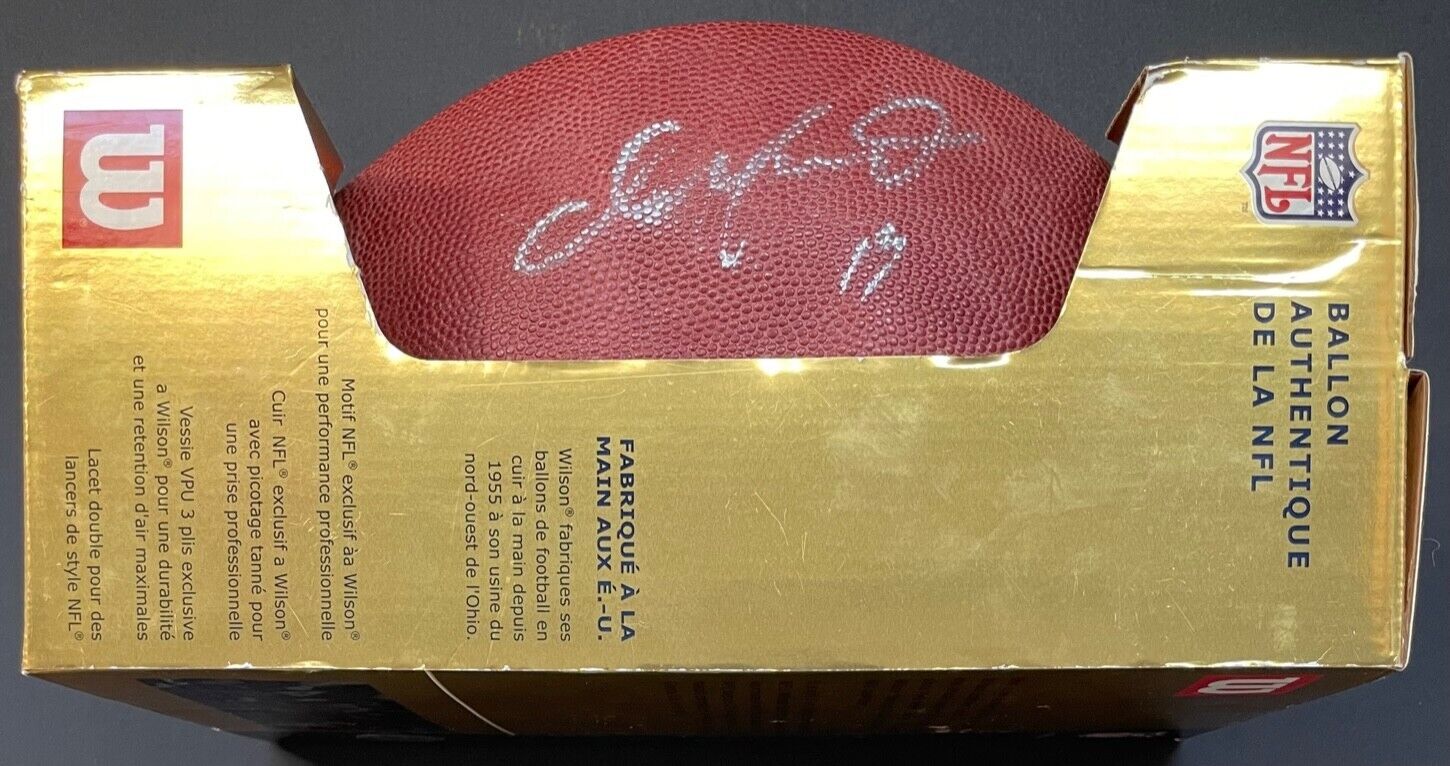 W
NFL
BALLON
AUTHENTIQUE
DE LA NFL
FABRIQUÉ À LA
MAIN AUX É.-U.
Wilson® fabriques ses
ballons de football en
cuir à la main depuis
1955 à son usine du
nord-ouest de l'Ohio.
Motif NFL® exclusif àa Wilson®
pour une performance professionnelle
Cuir NFL® exclusif a Wilson®
avec picotage tanné pour
une prise professionnelle
Vessie VPU 3 plis exclusive
a Wilson® pour une durabilité
et une retention d'air maximales
Lacet double pour des
lancers de style NFL®
W